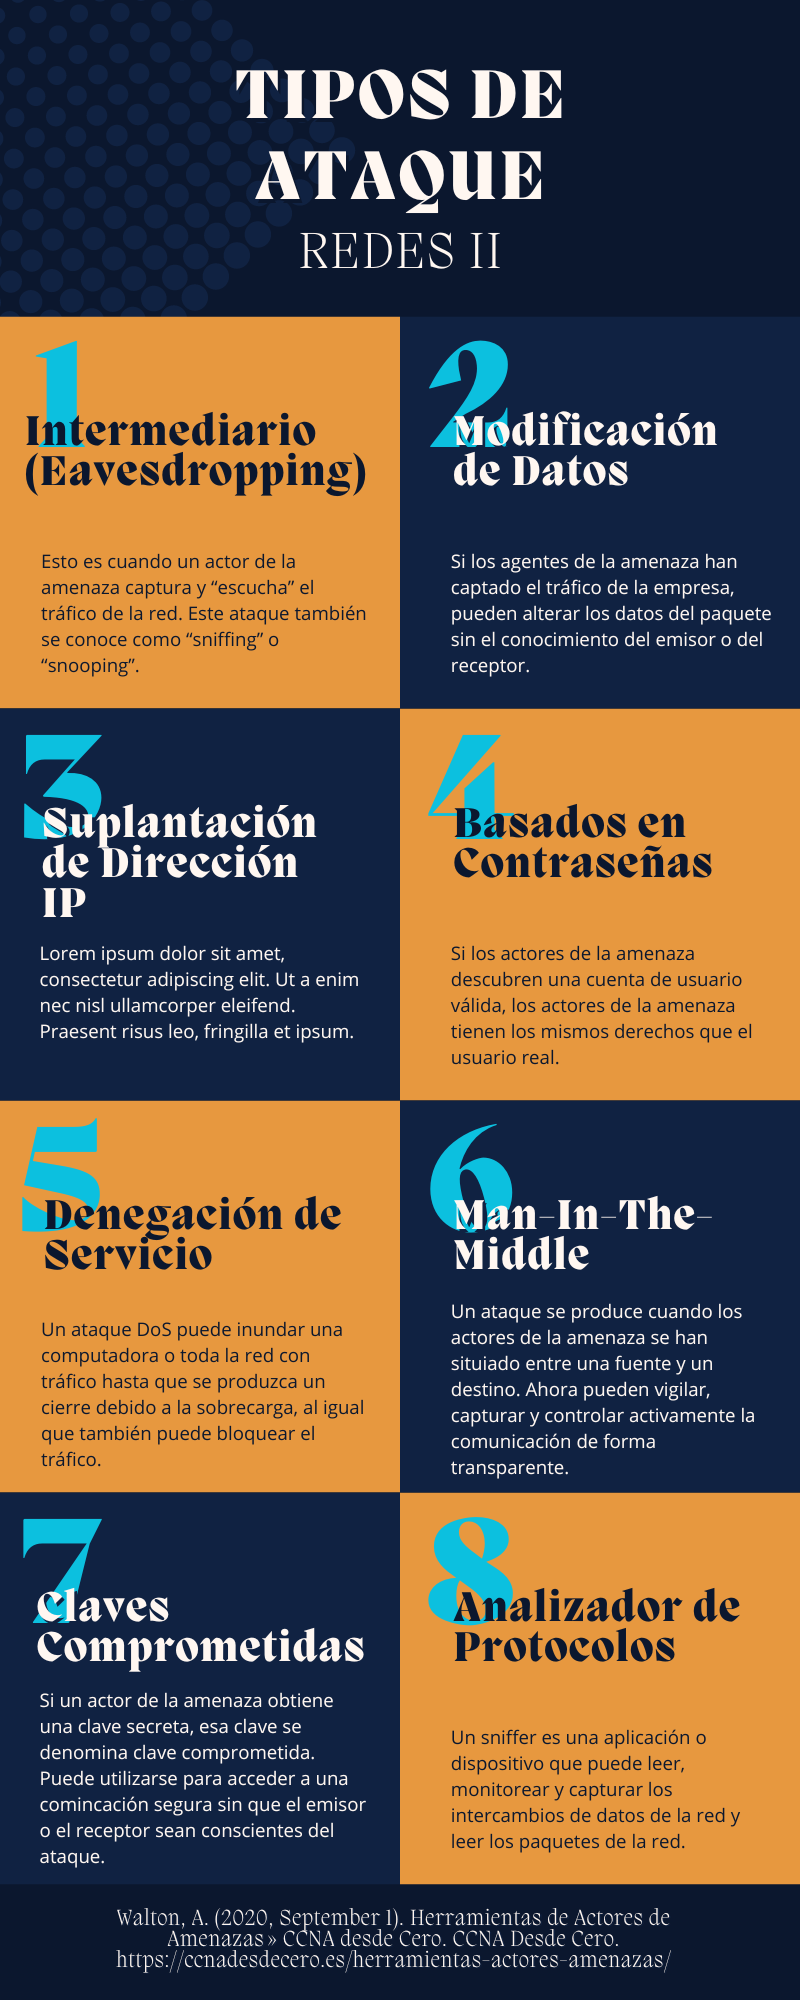 TIPOS DE
ATAQUE
REDES II
1
Intermediario
(Eavesdropping)
Esto es cuando un actor de la
amenaza captura y “escucha” el
tráfico de la red. Este ataque también
se conoce como “sniffing” o
“snooping”.
2
Modificación
de Datos
Si los agentes de la amenaza han
captado el tráfico de la empresa,
pueden alterar los datos del paquete
sin el conocimiento del emisor o del
receptor.
3
Suplantación
de Dirección
IP
Lorem ipsum dolor sit amet,
consectetur adipiscing elit. Ut a enim
nec nisl ullamcorper eleifend.
Praesent risus leo, fringilla et ipsum.
4
Basados en
Contraseñas
Si los actores de la amenaza
descubren una cuenta de usuario
válida, los actores de la amenaza
tienen los mismos derechos que el
usuario real.
5
Denegación de
Servicio
Un ataque DoS puede inundar una
computadora o toda la red con
tráfico hasta que se produzca un
cierre debido a la sobrecarga, al igual
que también puede bloquear el
tráfico.
6
Man-In-The-
Middle
Un ataque se produce cuando los
actores de la amenaza se han
situiado entre una fuente y un
destino. Ahora pueden vigilar,
capturar y controlar activamente la
comunicación de forma
transparente.
7
Claves
Comprometidas
Si un actor de la amenaza obtiene
una clave secreta, esa clave se
denomina clave comprometida.
Puede utilizarse para acceder a una
comincación segura sin que el emisor
o el receptor sean conscientes del
ataque.
8
Analizador de
Protocolos
Un sniffer es una aplicación o
dispositivo que puede leer,
monitorear y capturar los
intercambios de datos de la red y
leer los paquetes de la red.
Walton, A. (2020, September 1). Herramientas de Actores de
Amenazas » CCNA desde Cero. CCNA Desde Cero.
https://ccnadesdecero.es/herramientas-actores-amenazas/